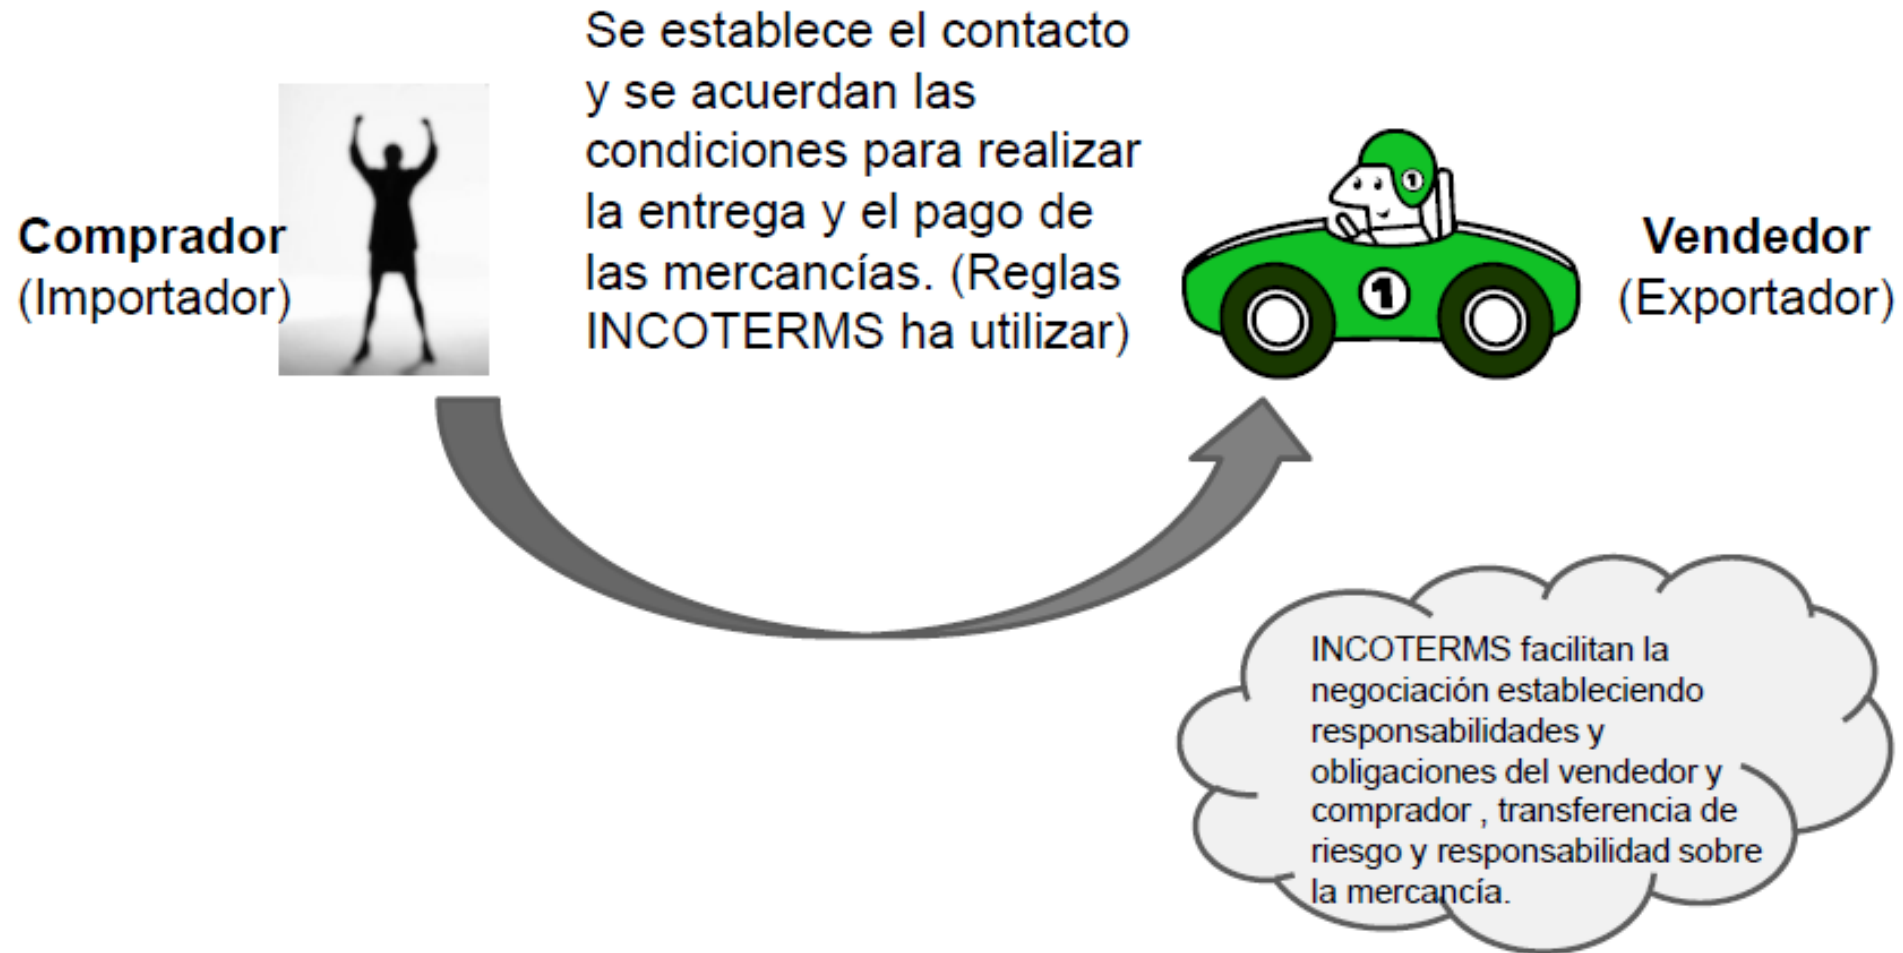 Se establece el contacto
y se acuerdan las
condiciones para realizar
la entrega y el pago de
las mercancías. (Reglas
INCOTERMS ha utilizar)
Comprador
(Importador)
1
1
Vendedor
(Exportador)
INCOTERMS facilitan la
negociación estableciendo
responsabilidades y
obligaciones del vendedor y
comprador , transferencia de
riesgo y responsabilidad sobre
la mercancía.